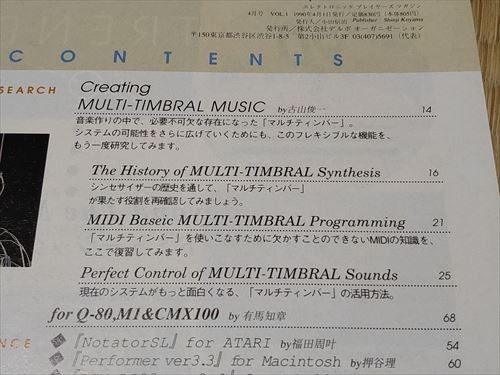 エレクトロニック プレイヤーズ マガジン
4月号 VOL.1 1990年4月1日発行/定価830円(本体805円)
発行人/小山信治 Publisher Shinji Koyama
発行所/株式会社デルボ オーガニゼーション
〒150東京都渋谷区渋谷1-8-5 第2小山ビル3F 03(407)5691 (代表)
CONTENTS
SEARCH
Creating
MULTI-TIMBRAL MUSIC by古山俊一 14
音楽作りの中で、必要不可欠な存在になった「マルチティンバー」。
システムの可能性をさらに広げていくためにも、このフレキシブルな機能を、
もう一度研究してみます。
The History of MULTI-TIMBRAL Synthesis 16
シンセサイザーの歴史を通して、「マルチティンバー」
が果たす役割を再確認してみましょう。
MIDI Baseic MULTI-TIMBRAL Programming 21
「マルチティンバー」を使いこなすために欠かすことのできないMIDIの知識を、
ここで復習してみます。
Perfect Control of MULTI-TIMBRAL Sounds 25
現在のシステムがもっと面白くなる、「マルチティンバー」の活用方法。
for Q-80,M1&CMX100 by 有馬知章 68
NCE
『NotatorSL』 for ATARI by福田周叶 54
『Performer ver3.3』 for Macintosh by押谷理 60